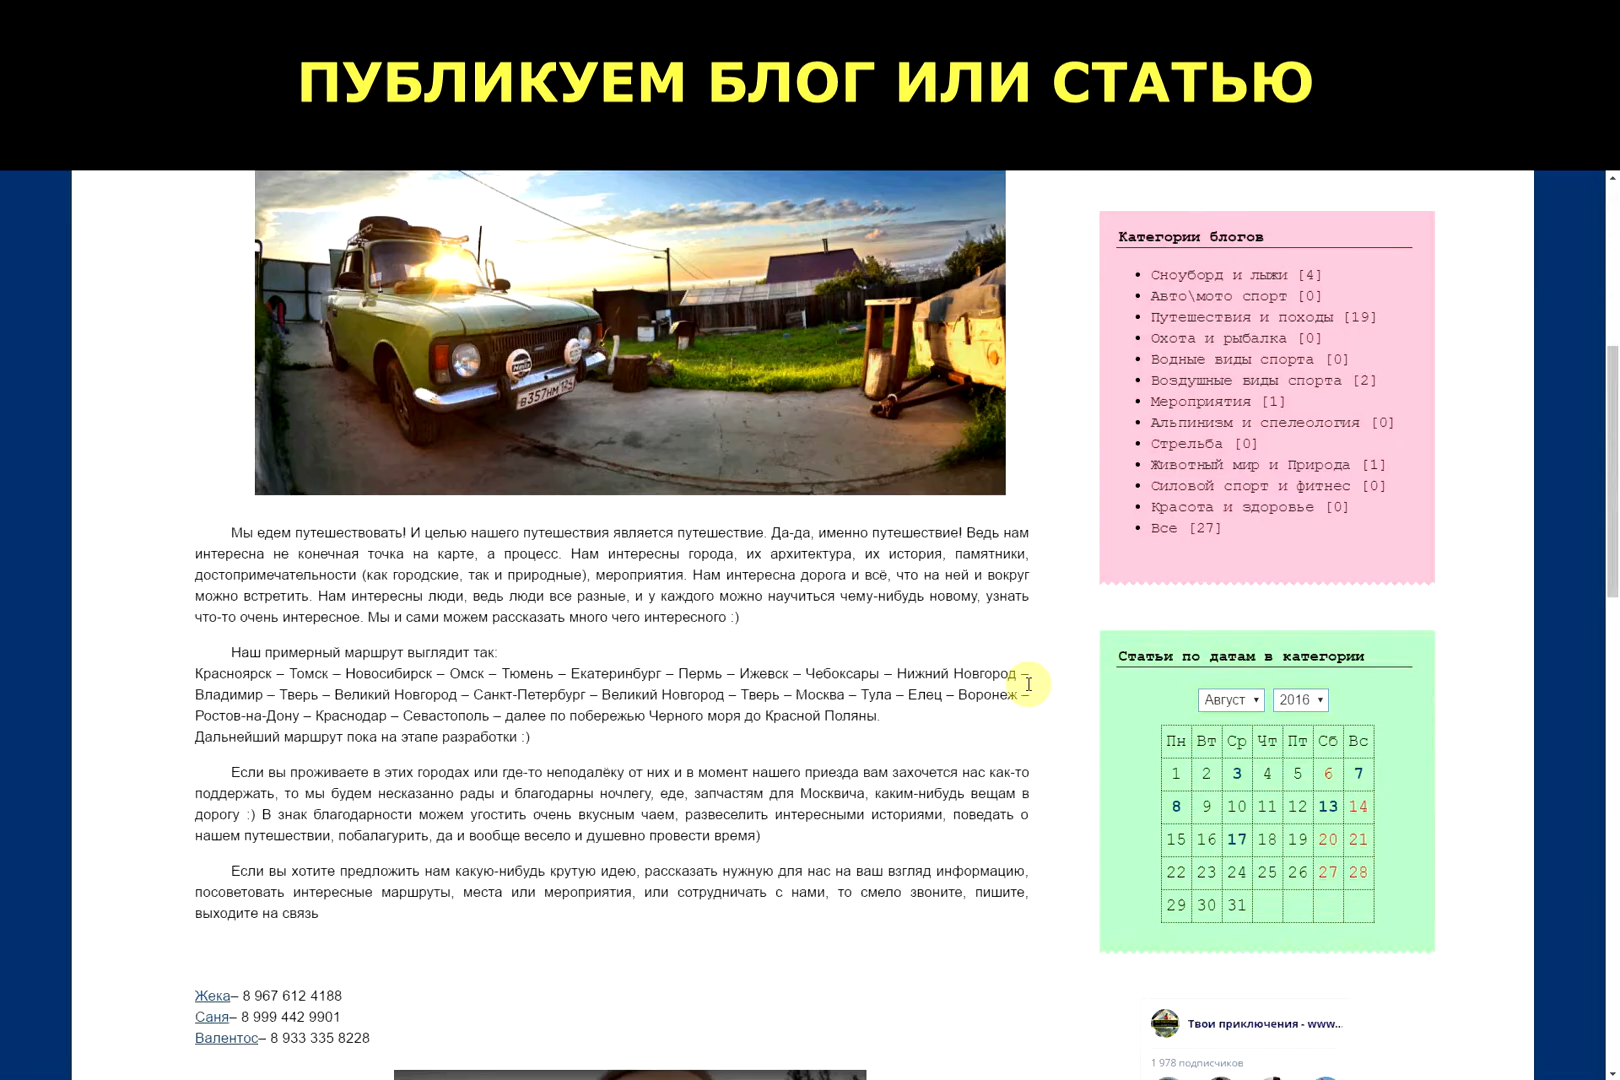 ПУБЛИКУЕМ БЛОГ ИЛИ СТАТЬЮ
В357НМ 124
Мы едем путешествовать! И целью нашего путешествия является путешествие. Да-да, именно путешествие! Ведь нам
интересна не конечная точка на карте, а процесс. Нам интересны города, их архитектура, их история, памятники,
достопримечательности (как городские, так и природные), мероприятия. Нам интересна дорога и всё, что на ней и вокруг
можно встретить. Нам интересны люди, ведь люди все разные, и у каждого можно научиться чему-нибудь новому, узнать
что-то очень интересное. Мы и сами можем рассказать много чего интересного :)
Наш примерный маршрут выглядит так:
Красноярск – Томск – Новосибирск – Омск – Тюмень – Екатеринбург – Пермь – Ижевск – Чебоксары – Нижний Новгород –
Владимир – Тверь – Великий Новгород – Санкт-Петербург – Великий Новгород – Тверь – Москва – Тула – Елец – Воронеж –
Ростов-на-Дону – Краснодар – Севастополь – далее по побережью Черного моря до Красной Поляны.
Дальнейший маршрут пока на этапе разработки :)
Если вы проживаете в этих городах или где-то неподалёку от них и в момент нашего приезда вам захочется нас как-то
поддержать, то мы будем несказанно рады и благодарны ночлегу, еде, запчастям для Москвича, каким-нибудь вещам в
дорогу :) В знак благодарности можем угостить очень вкусным чаем, развеселить интересными историями, поведать о
нашем путешествии, побалагурить, да и вообще весело и душевно провести время)
Если вы хотите предложить нам какую-нибудь крутую идею, рассказать нужную для нас на ваш взгляд информацию,
посоветовать интересные маршруты, места или мероприятия, или сотрудничать с нами, то смело звоните, пишите,
выходите на связь
Жека– 8 967 612 4188
Саня– 8 999 442 9901
Валентос– 8 933 335 8228
Категории блогов
Сноуборд и лыжи [4]
Авто\мото спорт [0]
Путешествия и походы [19]
Охота и рыбалка [0]
Водные виды спорта [0]
Воздушные виды спорта [2]
Мероприятия [1]
Альпинизм и спелеология [0]
Стрельба [0]
Животный мир и Природа [1]
Силовой спорт и фитнес [0]
Красота и здоровье [0]
Все [27]
Статьи по датам в категории
Август 2016
Пн Вт Ср Чт Пт Сб Вс
1 2 3 4 5 6 7
8 9 10 11 12 13 14
15 16 17 18 19 20 21
22 23 24 25 26 27 28
29 30 31
Твои приключения - www...
1 978 подписчиков